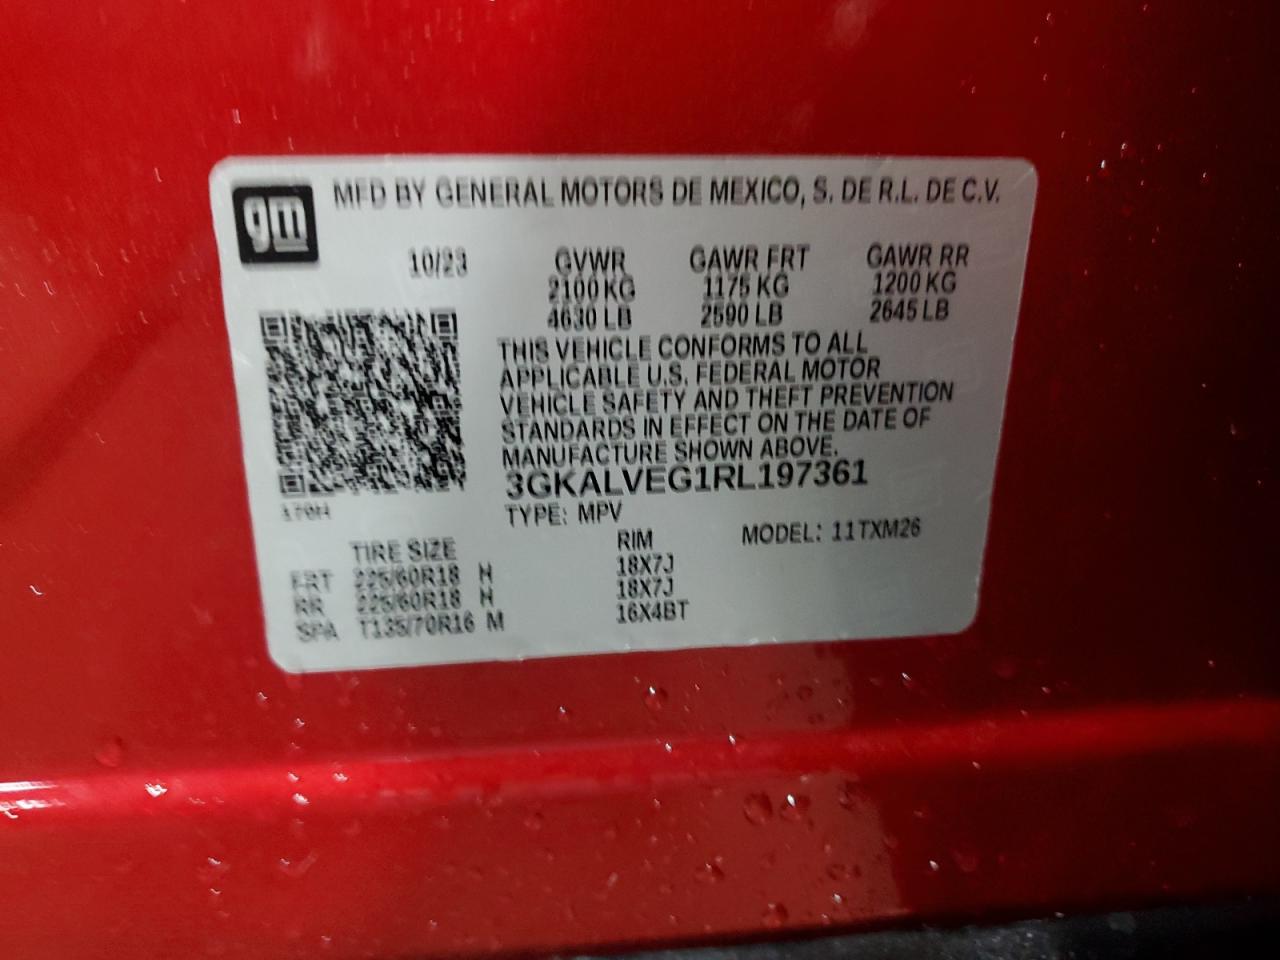 gm
MFD BY GENERAL MOTORS DE MEXICO, S. DE R.L. DE C.V.
10/23 GVWR GAWR FRT GAWR RR
2100 KG 1175 KG 1200 KG
4630 LB 2590 LB 2645 LB
THIS VEHICLE CONFORMS TO ALL
APPLICABLE U.S. FEDERAL MOTOR
VEHICLE SAFETY AND THEFT PREVENTION
STANDARDS IN EFFECT ON THE DATE OF
MANUFACTURE SHOWN ABOVE.
3GKALVEG1RL197361
170H
TYPE: MPV
TIRE SIZE RIM MODEL: 11TXM26
FRT 225/60R18 H 18X7J
RR 225/60R18 H 18X7J
SPA T135/70R16 M 16X4BT